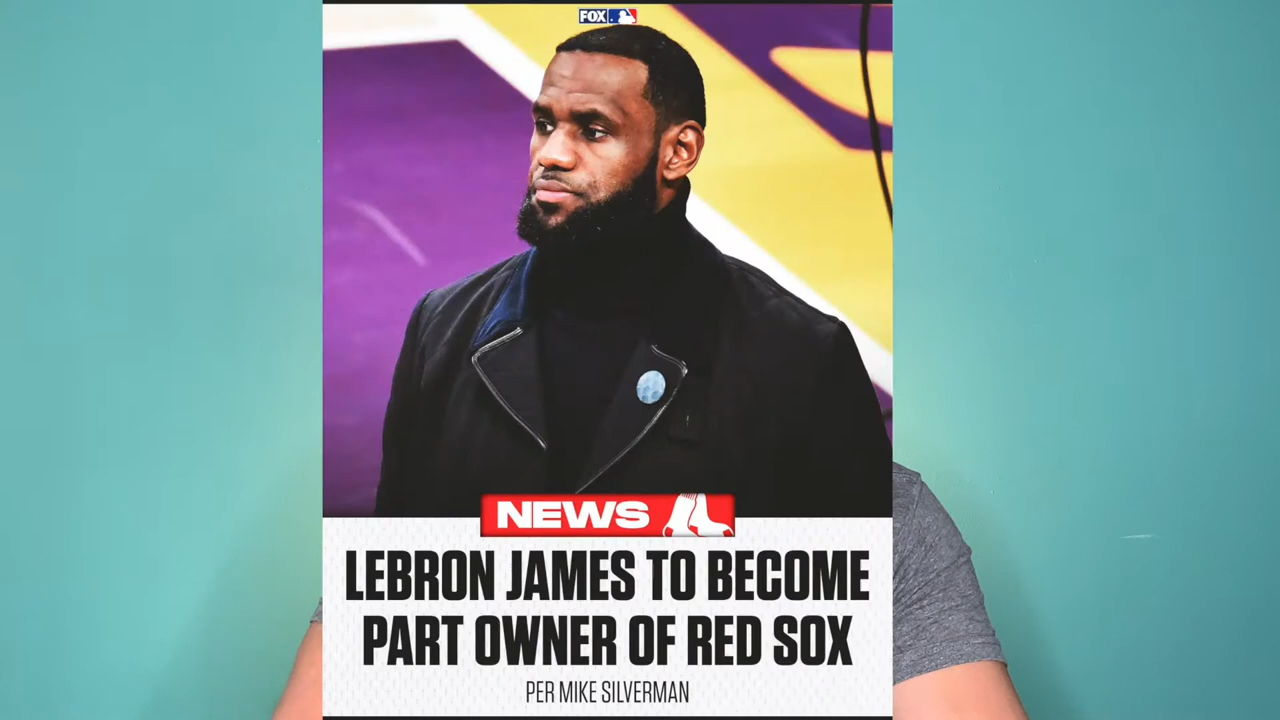 FOX
NEWS
LEBRON JAMES TO BECOME
PART OWNER OF RED SOX
PER MIKE SILVERMAN